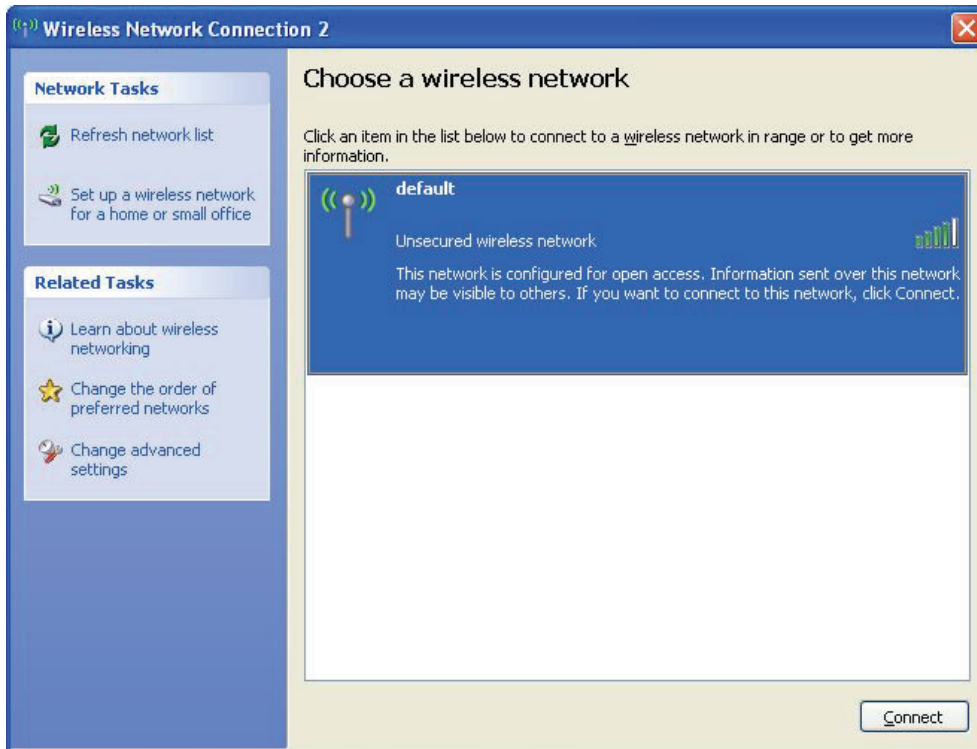 Wireless Network Connection 2
Network Tasks
Refresh network list
Set up a wireless network
for a home or small office
Related Tasks
Learn about wireless
networking
Change the order of
preferred networks
Change advanced
settings
Choose a wireless network
Click an item in the list below to connect to a wireless network in range or to get more
information.
default
Unsecured wireless network
This network is configured for open access. Information sent over this network
may be visible to others. If you want to connect to this network, click Connect.
Connect